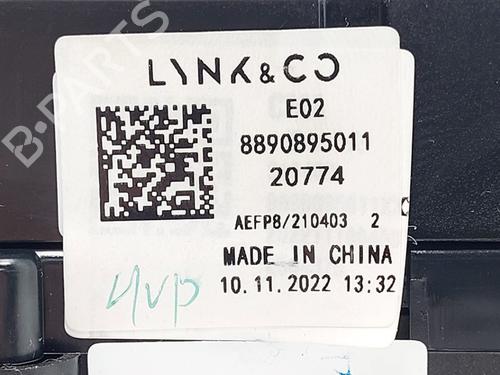 LYNK & CO
E02
8890895011
20774
AEFP8/210403 2
MADE IN CHINA
10.11.2022 13:32
B-PARTS